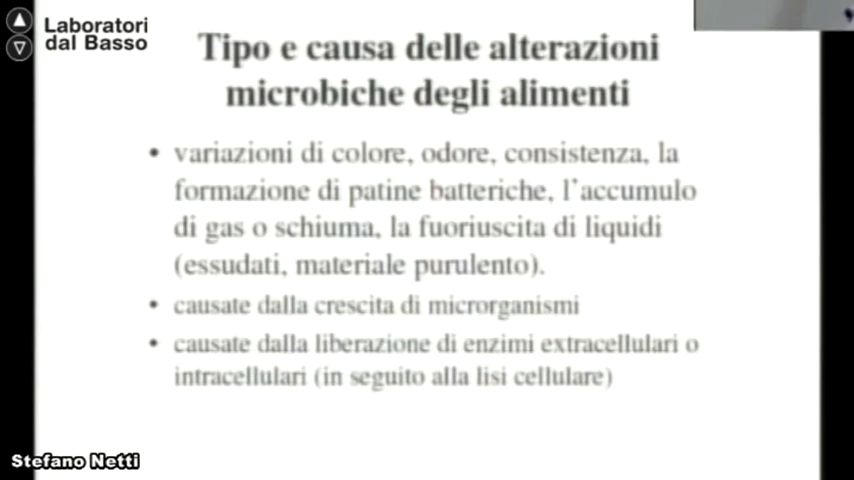 Laboratori
dal Basso
Tipo e causa delle alterazioni
microbiche degli alimenti
• variazioni di colore, odore, consistenza, la
formazione di patine batteriche, l'accumulo
di gas o schiuma, la fuoriuscita di liquidi
(essudati, materiale purulento).
• causate dalla crescita di microrganismi
• causate dalla liberazione di enzimi extracellulari o
intracellulari (in seguito alla lisi cellulare)
Stefano Netti